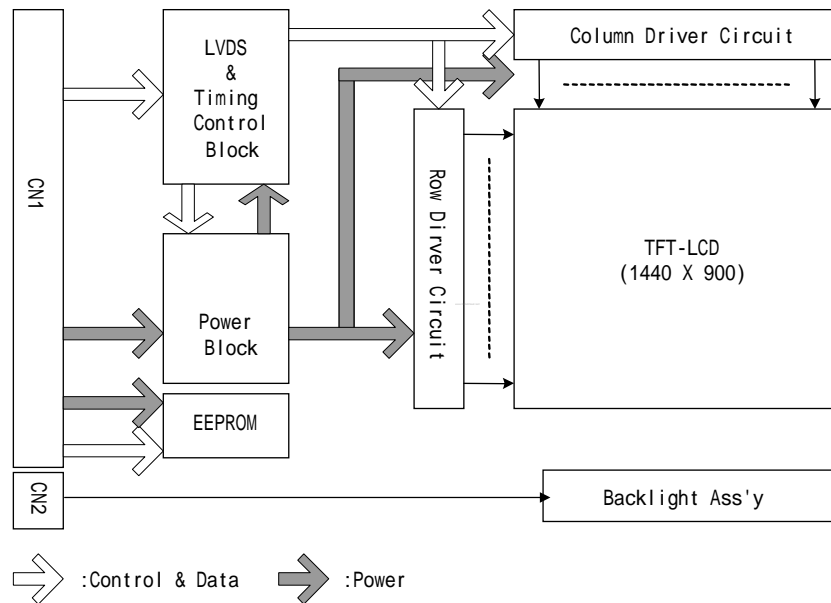 CN1
LVDS
&
Timing
Control
Block
Column Driver Circuit
Row Dirver Circuit
TFT-LCD
(1440 X 900)
Power
Block
EEPROM
CN2
Backlight Ass'y
:Control & Data
:Power